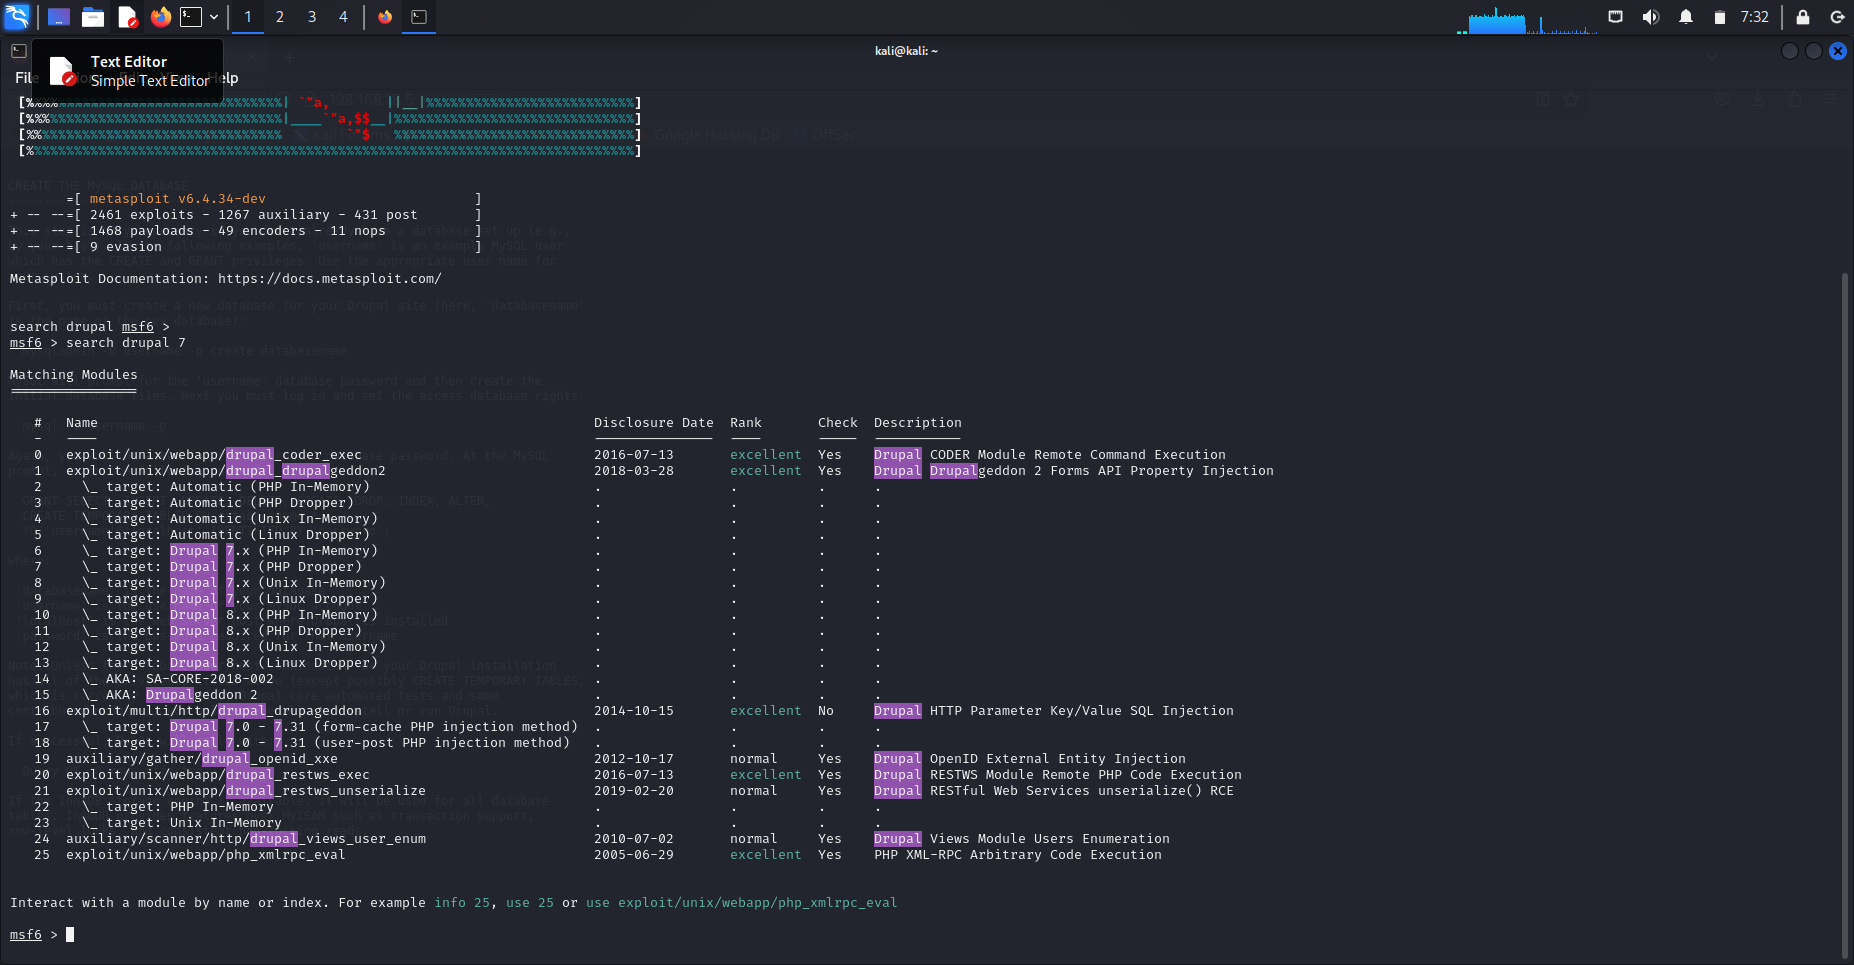 1 2 3 4 7:32
kali@kali: ~
Text Editor
Simple Text Editor
File Help
[%%%%%%%%%%%%%%%%%%%%%%%%%%%%%%%%| `"a, ||__|%%%%%%%%%%%%%%%%%%%%%%%%%%]
[%%%%%%%%%%%%%%%%%%%%%%%%%%%%%%%%|____`"a,$$__|%%%%%%%%%%%%%%%%%%%%%%%%%%%%%%]
[%%%%%%%%%%%%%%%%%%%%%%%%%%%%%%%% `"$ %%%%%%%%%%%%%%%%%%%%%%%%%%%%%%]
[%%%%%%%%%%%%%%%%%%%%%%%%%%%%%%%%%%%%%%%%%%%%%%%%%%%%%%%%%%%%%%%%%%%%%%%%%%%%]
=[ metasploit v6.4.34-dev ]
+ -- --=[ 2461 exploits - 1267 auxiliary - 431 post ]
+ -- --=[ 1468 payloads - 49 encoders - 11 nops ]
+ -- --=[ 9 evasion ]
Metasploit Documentation: https://docs.metasploit.com/
search drupal msf6 >
msf6 > search drupal 7
Matching Modules
================
# Name Disclosure Date Rank Check Description
- ---- --------------- ---- ----- -----------
0 exploit/unix/webapp/drupal_coder_exec 2016-07-13 excellent Yes Drupal CODER Module Remote Command Execution
1 exploit/unix/webapp/drupal_drupalgeddon2 2018-03-28 excellent Yes Drupal Drupalgeddon 2 Forms API Property Injection
2 \_ target: Automatic (PHP In-Memory) . . . .
3 \_ target: Automatic (PHP Dropper) . . . .
4 \_ target: Automatic (Unix In-Memory) . . . .
5 \_ target: Automatic (Linux Dropper) . . . .
6 \_ target: Drupal 7.x (PHP In-Memory) . . . .
7 \_ target: Drupal 7.x (PHP Dropper) . . . .
8 \_ target: Drupal 7.x (Unix In-Memory) . . . .
9 \_ target: Drupal 7.x (Linux Dropper) . . . .
10 \_ target: Drupal 8.x (PHP In-Memory) . . . .
11 \_ target: Drupal 8.x (PHP Dropper) . . . .
12 \_ target: Drupal 8.x (Unix In-Memory) . . . .
13 \_ target: Drupal 8.x (Linux Dropper) . . . .
14 \_ AKA: SA-CORE-2018-002 . . . .
15 \_ AKA: Drupalgeddon 2 . . . .
16 exploit/multi/http/drupal_drupageddon 2014-10-15 excellent No Drupal HTTP Parameter Key/Value SQL Injection
17 \_ target: Drupal 7.0 - 7.31 (form-cache PHP injection method) . . . .
18 \_ target: Drupal 7.0 - 7.31 (user-post PHP injection method) . . . .
19 auxiliary/gather/drupal_openid_xxe 2012-10-17 normal Yes Drupal OpenID External Entity Injection
20 exploit/unix/webapp/drupal_restws_exec 2016-07-13 excellent Yes Drupal RESTWS Module Remote PHP Code Execution
21 exploit/unix/webapp/drupal_restws_unserialize 2019-02-20 normal Yes Drupal RESTful Web Services unserialize() RCE
22 \_ target: PHP In-Memory . . . .
23 \_ target: Unix In-Memory . . . .
24 auxiliary/scanner/http/drupal_views_user_enum 2010-07-02 normal Yes Drupal Views Module Users Enumeration
25 exploit/unix/webapp/php_xmlrpc_eval 2005-06-29 excellent Yes PHP XML-RPC Arbitrary Code Execution
Interact with a module by name or index. For example info 25, use 25 or use exploit/unix/webapp/php_xmlrpc_eval
msf6 >